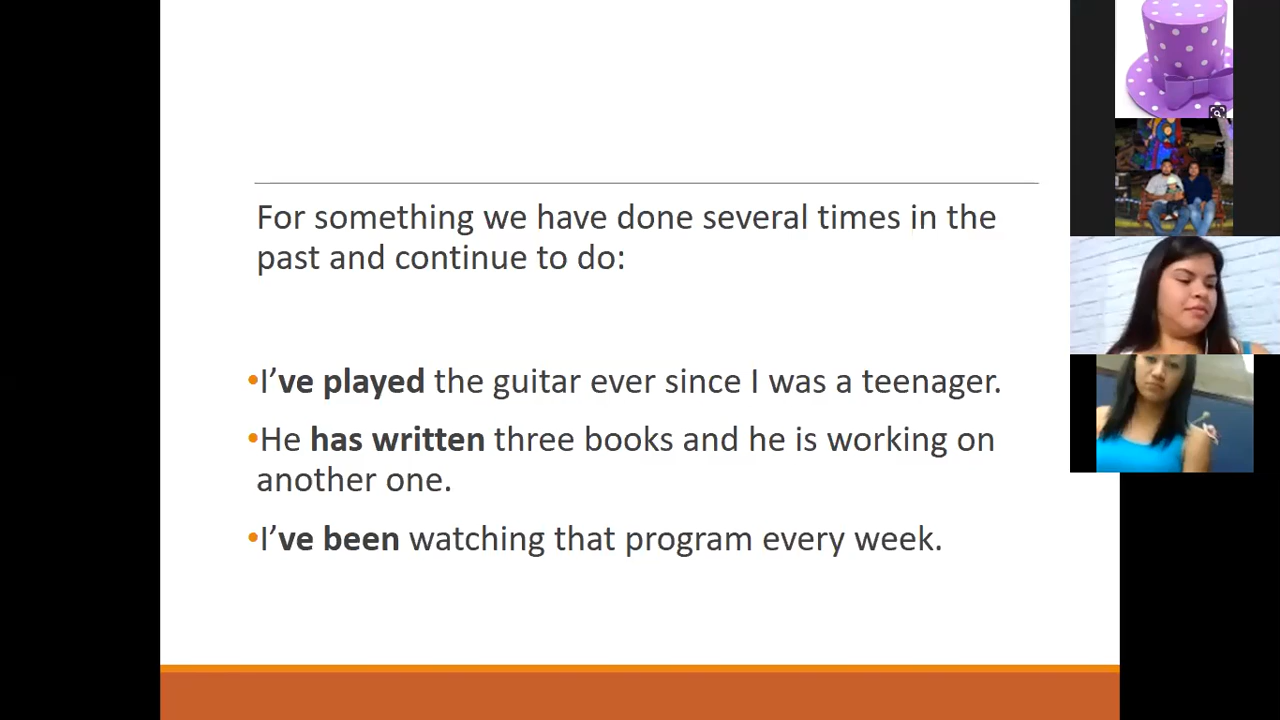 For something we have done several times in the
past and continue to do:
•I’ve played the guitar ever since I was a teenager.
•He has written three books and he is working on
another one.
•I’ve been watching that program every week.